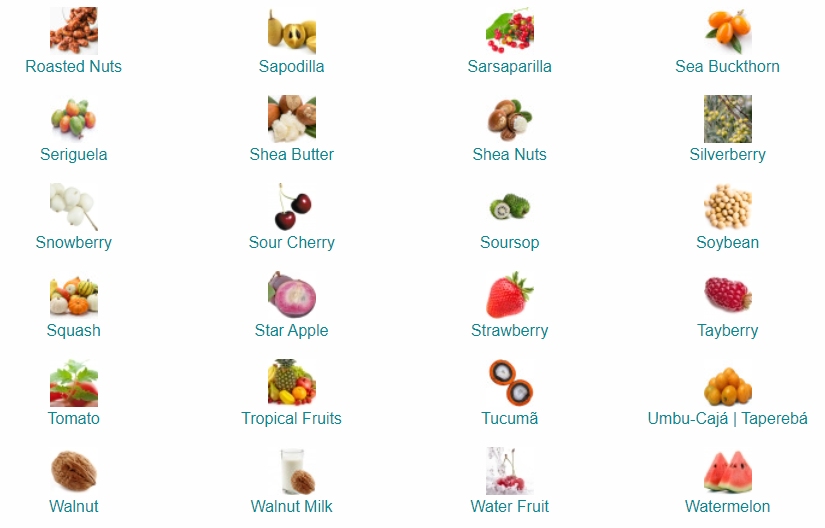 Roasted Nuts
Sapodilla
Sarsaparilla
Sea Buckthorn
Seriguela
Shea Butter
Shea Nuts
Silverberry
Snowberry
Sour Cherry
Soursop
Soybean
Squash
Star Apple
Strawberry
Tayberry
Tomato
Tropical Fruits
Tucumã
Umbu-Cajá | Taperebá
Walnut
Walnut Milk
Water Fruit
Watermelon